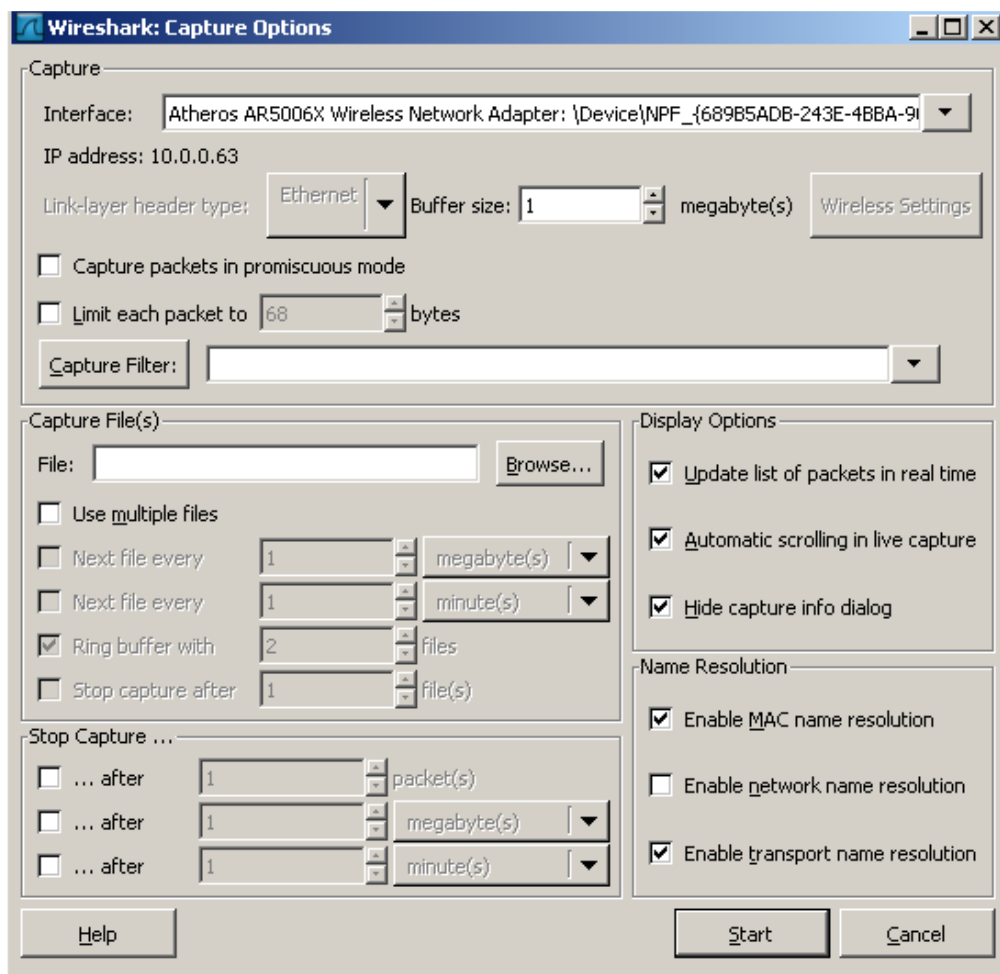 Wireshark: Capture Options
Capture
Interface: Atheros AR5006X Wireless Network Adapter: \Device\NPF_{689B5ADB-243E-4BBA-9
IP address: 10.0.0.63
Link-layer header type: Ethernet Buffer size: 1 megabyte(s) Wireless Settings
Capture packets in promiscuous mode
Limit each packet to 68 bytes
Capture Filter:
Capture File(s)
File: Browse...
Use multiple files
Next file every 1 megabyte(s)
Next file every 1 minute(s)
Ring buffer with 2 files
Stop capture after 1 file(s)
Stop Capture ...
... after 1 packet(s)
... after 1 megabyte(s)
... after 1 minute(s)
Display Options
Update list of packets in real time
Automatic scrolling in live capture
Hide capture info dialog
Name Resolution
Enable MAC name resolution
Enable network name resolution
Enable transport name resolution
Help Start Cancel